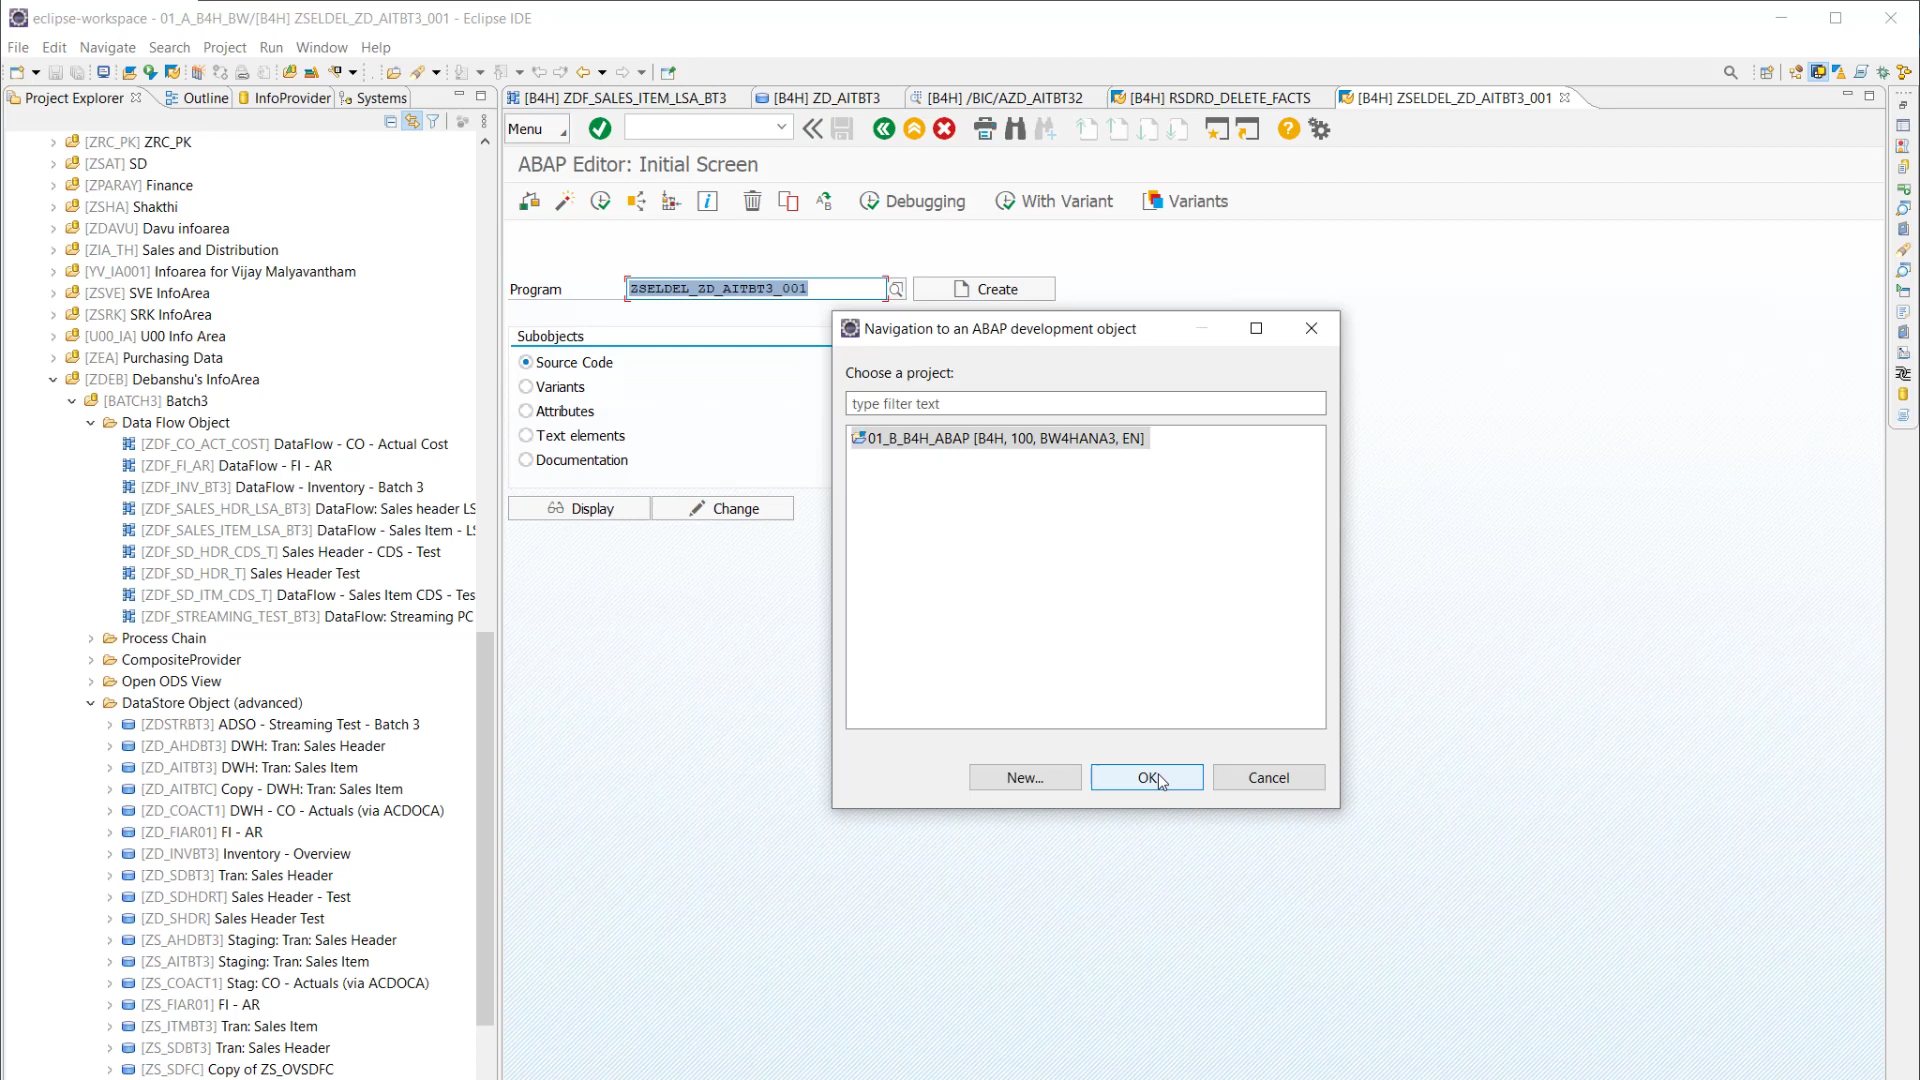 eclipse-workspace - 01_A_B4H_BW/[B4H] ZSELDEL_ZD_AITBT3_001 - Eclipse IDE
File Edit Navigate Search Project Run Window Help
Project Explorer Outline InfoProvider Systems
[B4H] ZDF_SALES_ITEM_LSA_BT3 [B4H] ZD_AITBT3 [B4H] /BIC/AZD_AITBT32 [B4H] RSDRD_DELETE_FACTS [B4H] ZSELDEL_ZD_AITBT3_001
Menu
ABAP Editor: Initial Screen
Debugging With Variant Variants
Program ZSELDEL_ZD_AITBT3_001 Create
Subobjects
Source Code
Variants
Attributes
Text elements
Documentation
Display Change
Navigation to an ABAP development object
Choose a project:
type filter text
01_B_B4H_ABAP [B4H, 100, BW4HANA3, EN]
New... OK Cancel
[ZRC_PK] ZRC_PK
[ZSAT] SD
[ZPARAY] Finance
[ZSHA] Shakthi
[ZDAVU] Davu infoarea
[ZIA_TH] Sales and Distribution
[YV_IA001] Infoarea for Vijay Malyavantham
[ZSVE] SVE InfoArea
[ZSRK] SRK InfoArea
[U00_IA] U00 Info Area
[ZEA] Purchasing Data
[ZDEB] Debanshu's InfoArea
[BATCH3] Batch3
Data Flow Object
[ZDF_CO_ACT_COST] DataFlow - CO - Actual Cost
[ZDF_FI_AR] DataFlow - FI - AR
[ZDF_INV_BT3] DataFlow - Inventory - Batch 3
[ZDF_SALES_HDR_LSA_BT3] DataFlow: Sales header LS
[ZDF_SALES_ITEM_LSA_BT3] DataFlow - Sales Item - LS
[ZDF_SD_HDR_CDS_T] Sales Header - CDS - Test
[ZDF_SD_HDR_T] Sales Header Test
[ZDF_SD_ITM_CDS_T] DataFlow - Sales Item CDS - Tes
[ZDF_STREAMING_TEST_BT3] DataFlow: Streaming PC
Process Chain
CompositeProvider
Open ODS View
DataStore Object (advanced)
[ZDSTRBT3] ADSO - Streaming Test - Batch 3
[ZD_AHDBT3] DWH: Tran: Sales Header
[ZD_AITBT3] DWH: Tran: Sales Item
[ZD_AITBTC] Copy - DWH: Tran: Sales Item
[ZD_COACT1] DWH - CO - Actuals (via ACDOCA)
[ZD_FIAR01] FI - AR
[ZD_INVBT3] Inventory - Overview
[ZD_SDBT3] Tran: Sales Header
[ZD_SDHDRT] Sales Header - Test
[ZD_SHDR] Sales Header Test
[ZS_AHDBT3] Staging: Tran: Sales Header
[ZS_AITBT3] Staging: Tran: Sales Item
[ZS_COACT1] Stag: CO - Actuals (via ACDOCA)
[ZS_FIAR01] FI - AR
[ZS_ITMBT3] Tran: Sales Item
[ZS_SDBT3] Tran: Sales Header
[ZS_SDFC] Copy of ZS_OVSDFC